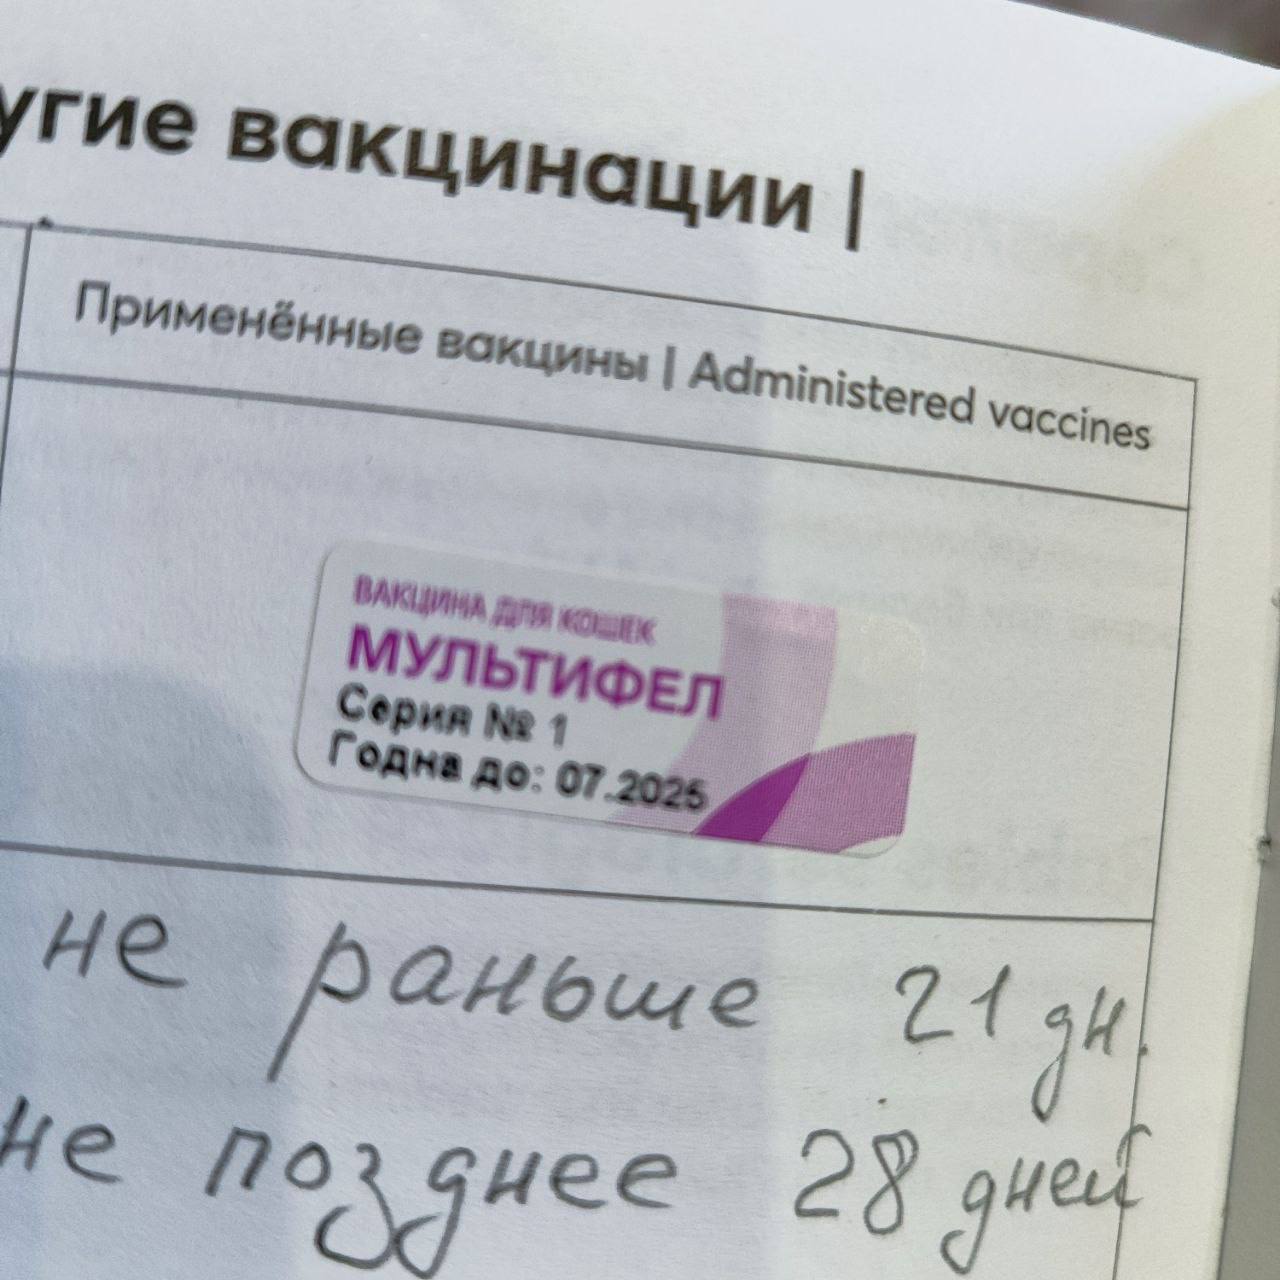 угие вакцинации |
Применённые вакцины | Administered vaccines
ВАКЦИНА ДЛЯ КОШЕК
МУЛЬТИФЕЛ
Серия № 1
Годна до: 07.2025
не раньше 21 дн.
не позднее 28 дней